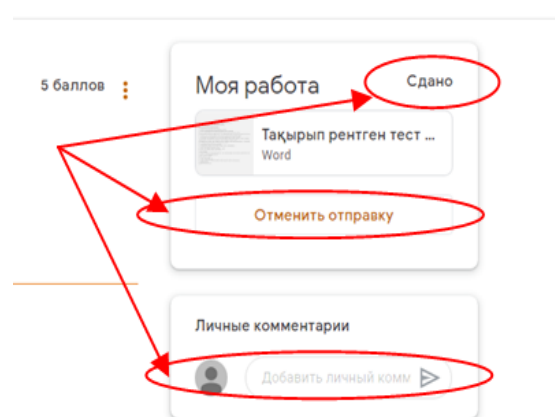 5 баллов
Моя работа
Сдано
Тақырып рентген тест ...
Word
Отменить отправку
Личные комментарии
Добавить личный комм